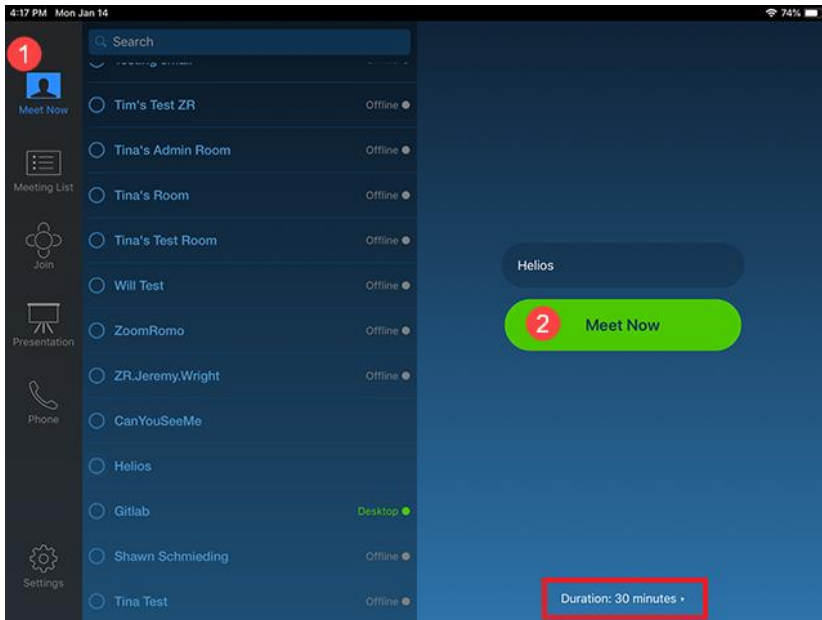 4:17 PM Mon Jan 14
74%
1
Meet Now
Meeting List
Join
Presentation
Phone
Settings
Search
Tim's Test ZR Offline
Tina's Admin Room Offline
Tina's Room Offline
Tina's Test Room Offline
Will Test Offline
ZoomRomo Offline
ZR.Jeremy.Wright Offline
CanYouSeeMe
Helios
Gitlab Desktop
Shawn Schmieding Offline
Tina Test Offline
Helios
2 Meet Now
Duration: 30 minutes